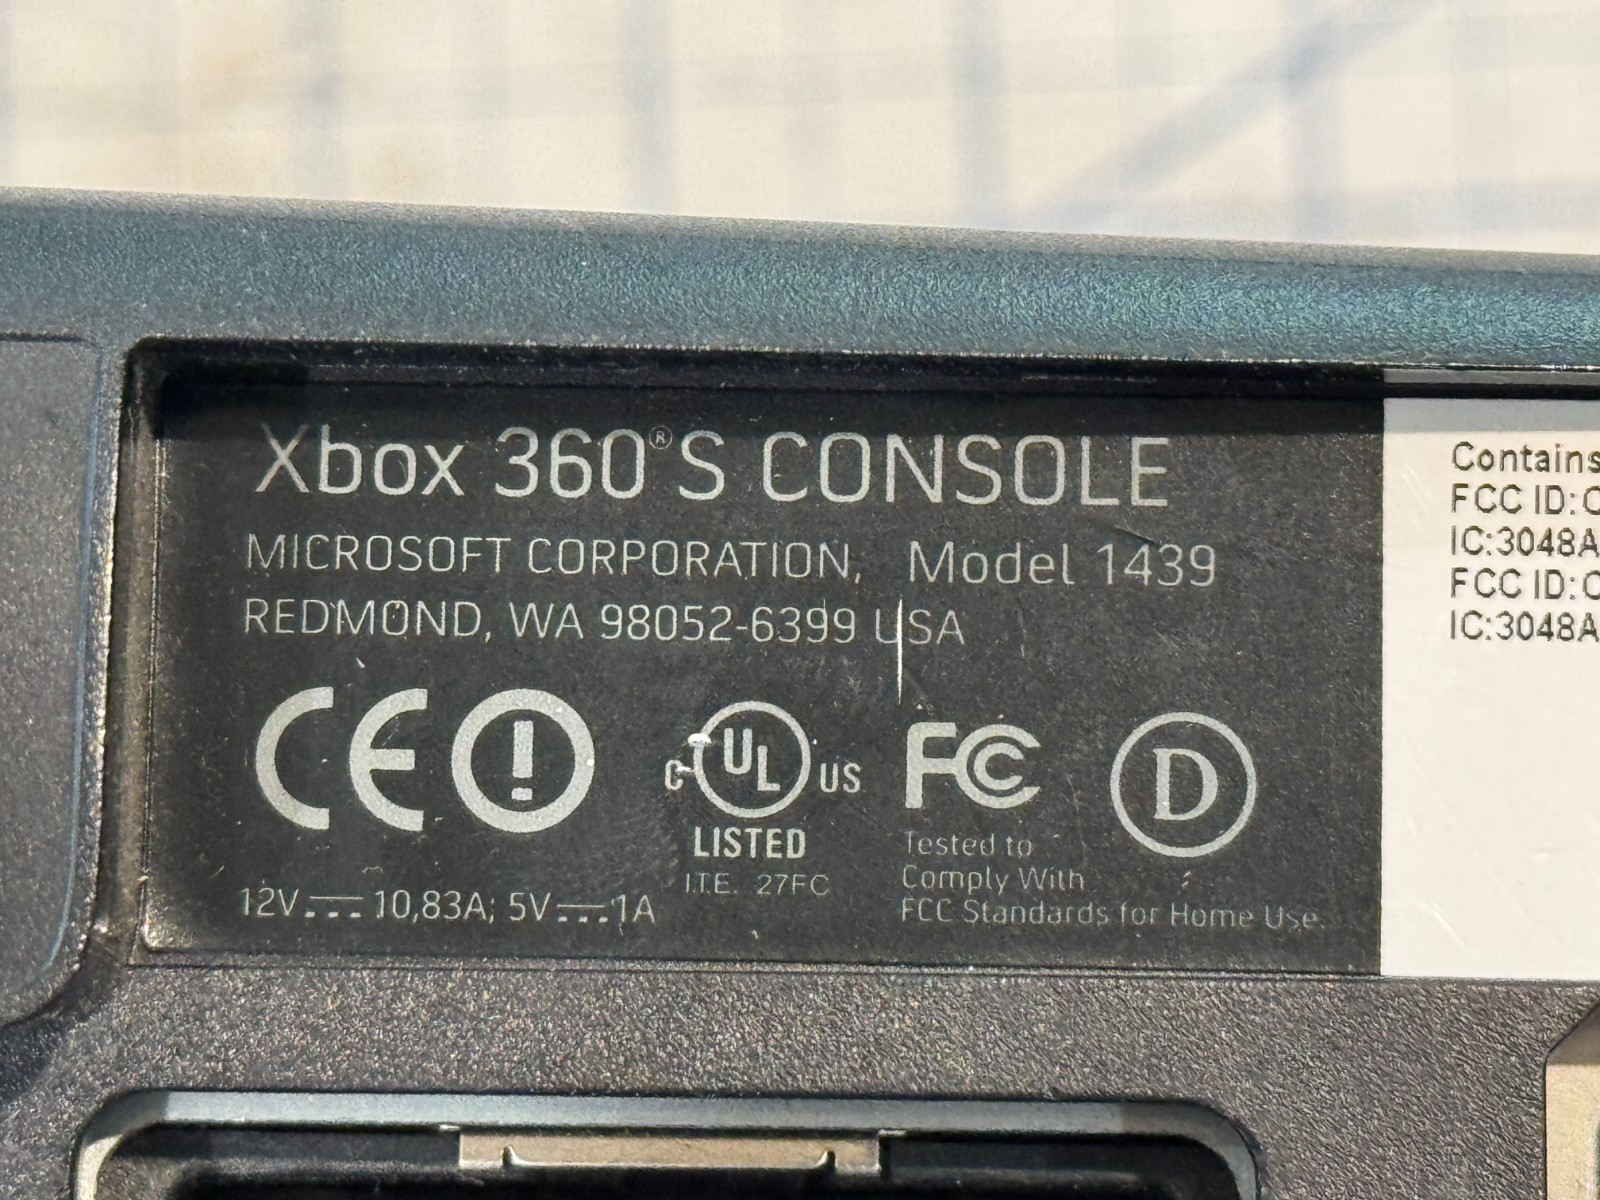 Xbox 360® S CONSOLE
MICROSOFT CORPORATION, Model 1439
REDMOND, WA 98052-6399 USA
CE
C UL US
LISTED
I.T.E. 27FC
FC
Tested to
Comply With
FCC Standards for Home Use.
D
12V 10,83A; 5V 1A
Contains
FCC ID:C
IC:3048A
FCC ID:C
IC:3048A